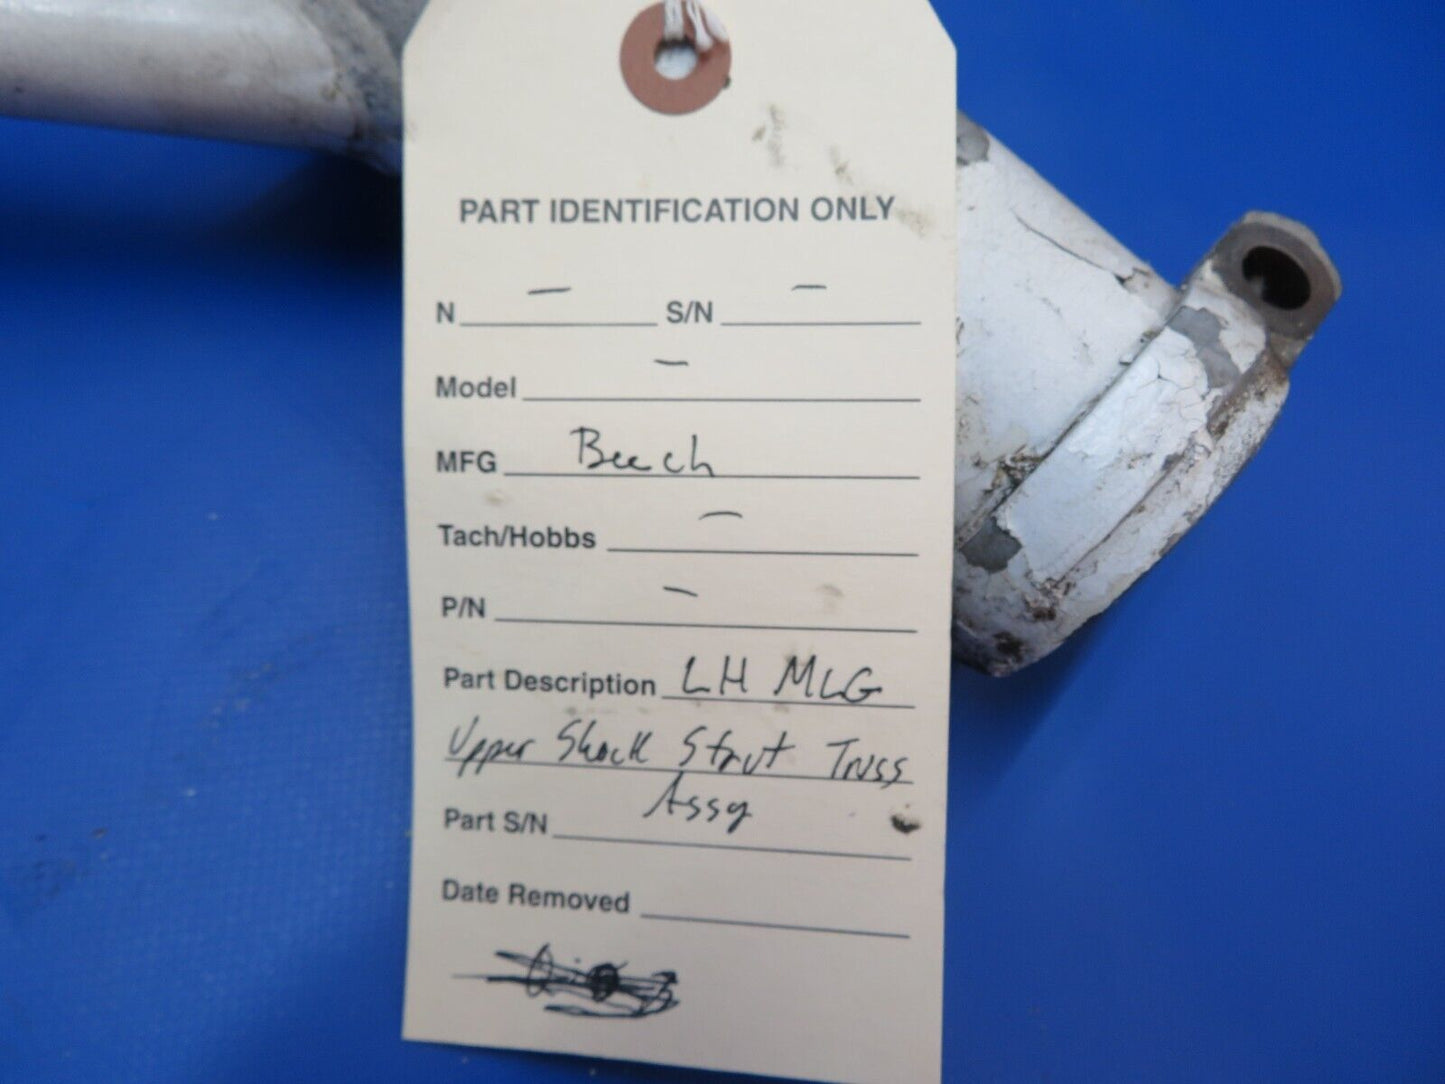 PART IDENTIFICATION ONLY
N — S/N —
Model —
MFG Beech
Tach/Hobbs —
P/N —
Part Description LH MLG
Upper Shock Strut Truss
Assy
Part S/N
Date Removed